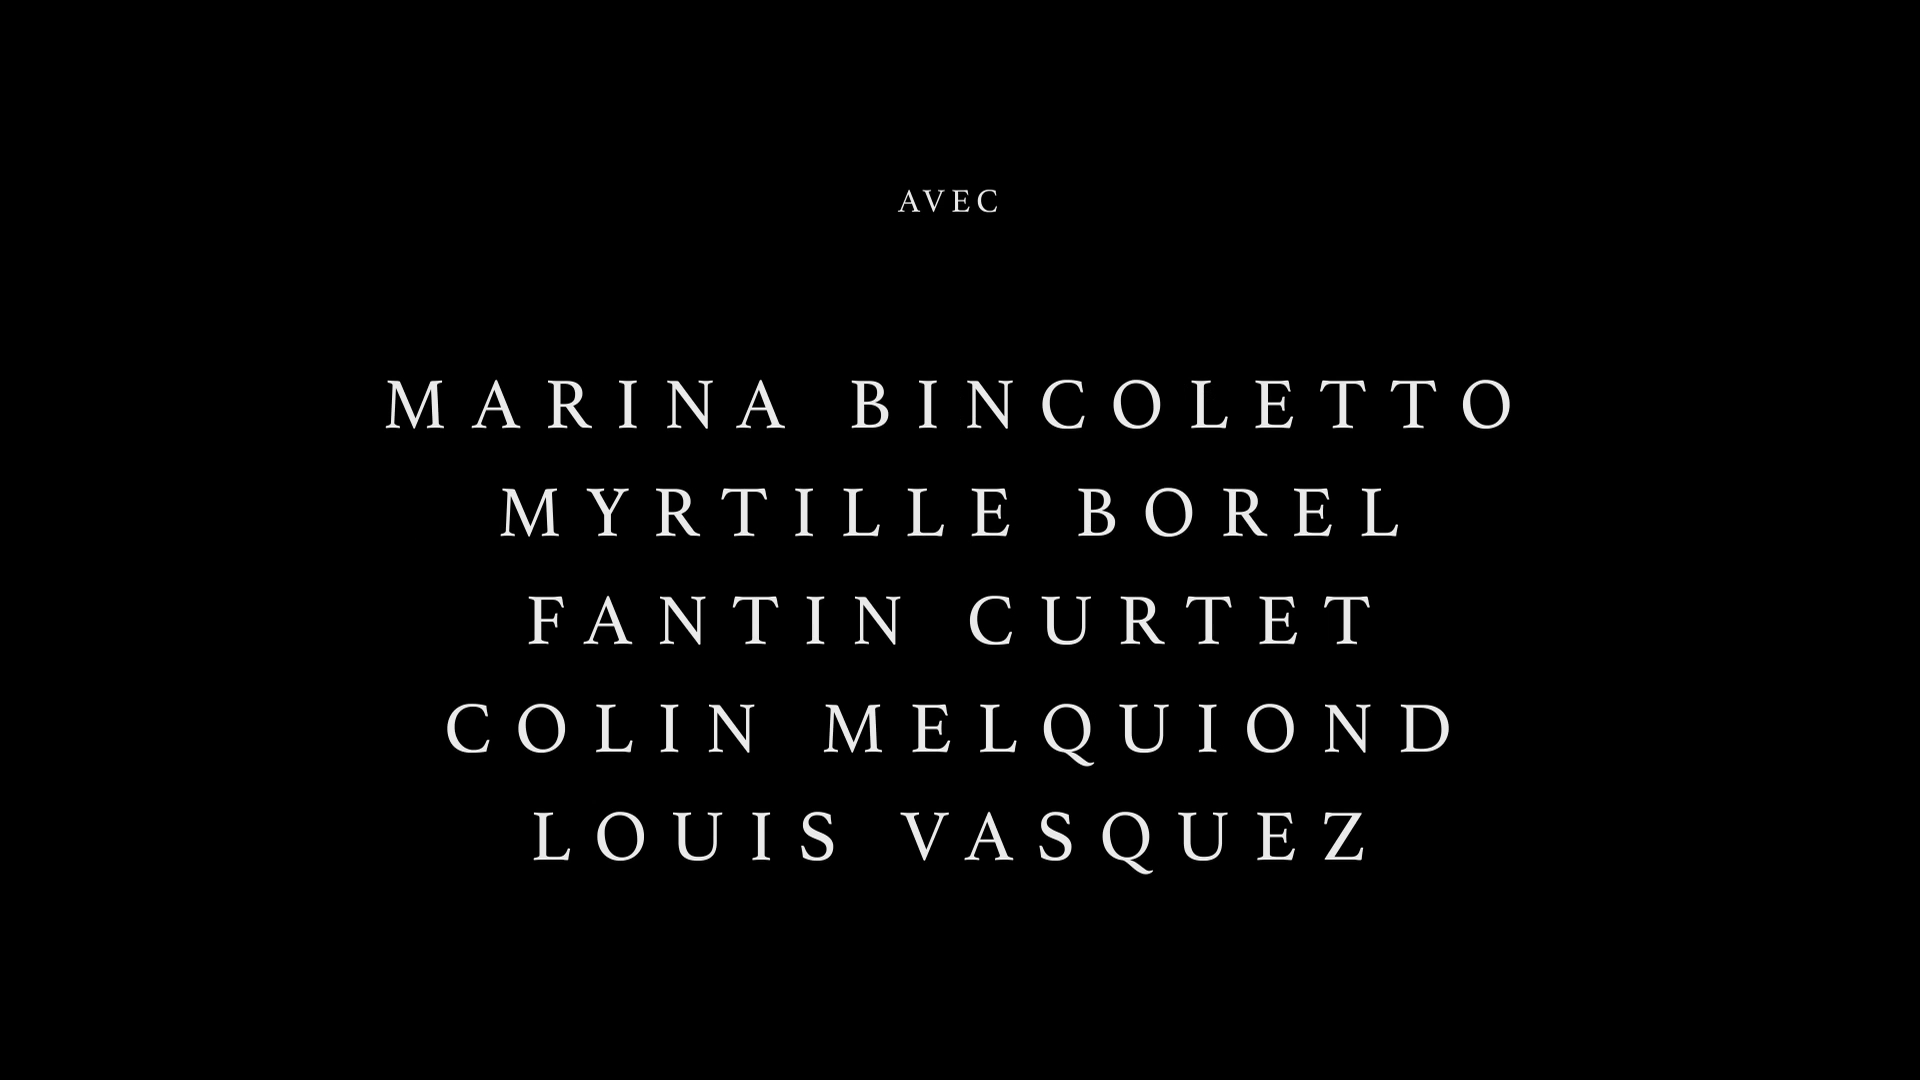 AVEC
MARINA BINCOLETTO
MYRTILLE BOREL
FANTIN CURTET
COLIN MELQUIOND
LOUIS VASQUEZ